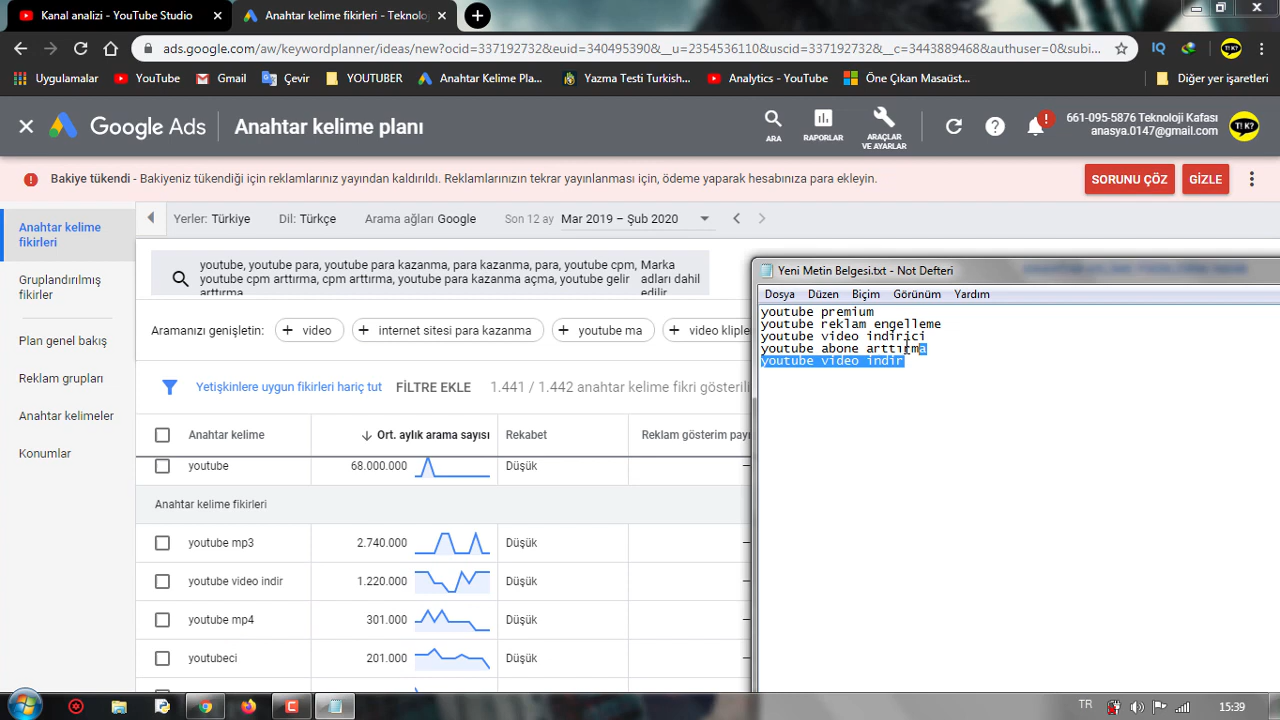 Kanal analizi - YouTube Studio
Anahtar kelime fikirleri - Teknoloj
ads.google.com/aw/keywordplanner/ideas/new?ocid=337192732&euid=340495390&__u=2354536110&uscid=337192732&__c=3443889468&authuser=0&subi...
Uygulamalar
YouTube
Gmail
Çevir
YOUTUBER
Anahtar Kelime Pla...
Yazma Testi Turkish...
Analytics - YouTube
Öne Çıkan Masaüst...
Diğer yer işaretleri
Google Ads
Anahtar kelime planı
ARA
RAPORLAR
ARAÇLAR
VE AYARLAR
661-095-5876 Teknoloji Kafası
anasya.0147@gmail.com
T! K?
Bakiye tükendi - Bakiyeniz tükendiği için reklamlarınız yayından kaldırıldı. Reklamlarınızın tekrar yayınlanması için, ödeme yaparak hesabınıza para ekleyin.
SORUNU ÇÖZ
GİZLE
Anahtar kelime
fikirleri
Gruplandırılmış
fikirler
Plan genel bakış
Reklam grupları
Anahtar kelimeler
Konumlar
Yerler: Türkiye
Dil: Türkçe
Arama ağları Google
Son 12 ay
Mar 2019 – Şub 2020
youtube, youtube para, youtube para kazanma, para kazanma, para, youtube cpm,
youtube cpm arttırma, cpm arttırma, youtube para kazanma açma, youtube gelir
arttırma
Marka
adları dahil
edilir
Aramanızı genişletin:
+ video
+ internet sitesi para kazanma
+ youtube ma
+ video klipler
Yetişkinlere uygun fikirleri hariç tut
FİLTRE EKLE
1.441 / 1.442 anahtar kelime fikri gösterili
Anahtar kelime
Ort. aylık arama sayısı
Rekabet
Reklam gösterim payı
youtube
68.000.000
Düşük
Anahtar kelime fikirleri
youtube mp3
2.740.000
Düşük
youtube video indir
1.220.000
Düşük
youtube mp4
301.000
Düşük
youtubeci
201.000
Düşük
Yeni Metin Belgesi.txt - Not Defteri
Dosya
Düzen
Biçim
Görünüm
Yardım
youtube premium
youtube reklam engelleme
youtube video indirici
youtube abone arttırma
youtube video indir
TR
15:39